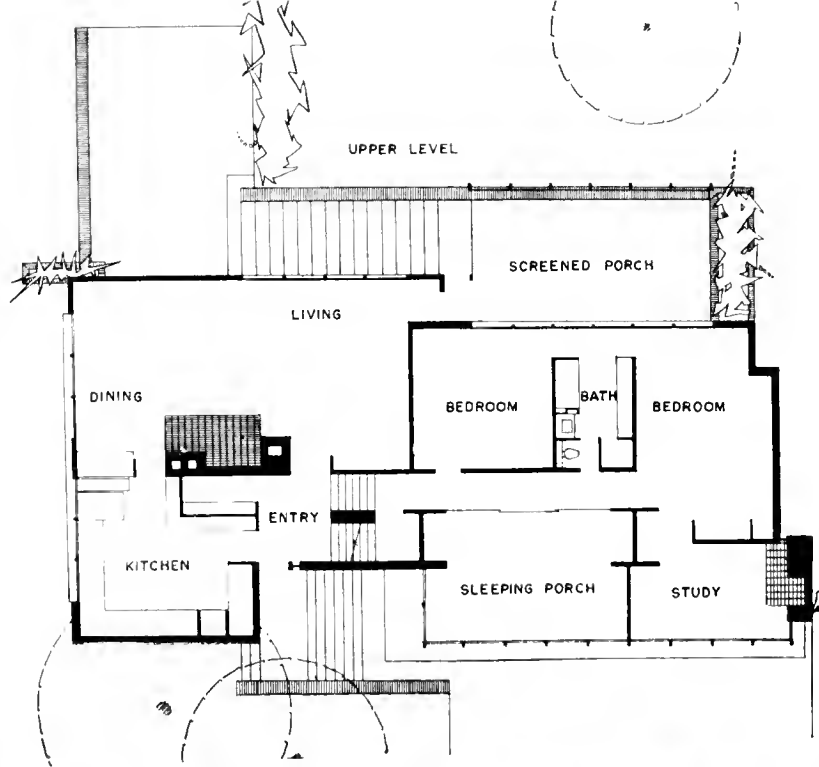 UPPER LEVEL
SCREENED PORCH
LIVING
DINING
BEDROOM
BATH
BEDROOM
ENTRY
KITCHEN
SLEEPING PORCH
STUDY